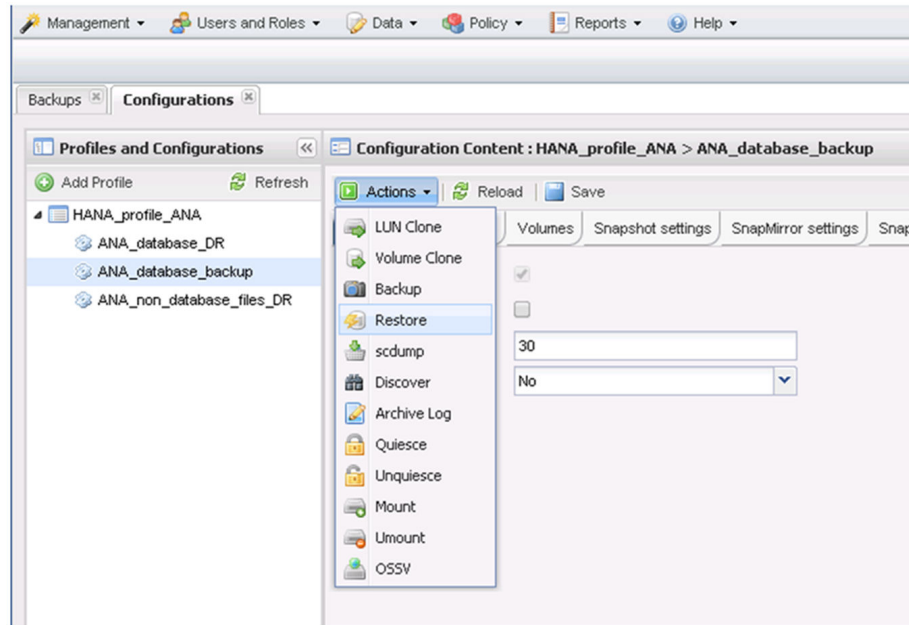 Management Users and Roles Data Policy Reports Help
Backups Configurations
Profiles and Configurations
Add Profile Refresh
HANA_profile_ANA
ANA_database_DR
ANA_database_backup
ANA_non_database_files_DR
Configuration Content : HANA_profile_ANA > ANA_database_backup
Actions Reload Save
Volumes Snapshot settings SnapMirror settings Snap
LUN Clone
Volume Clone
Backup
Restore
scdump
Discover
Archive Log
Quiesce
Unquiesce
Mount
Umount
OSSV
30
No